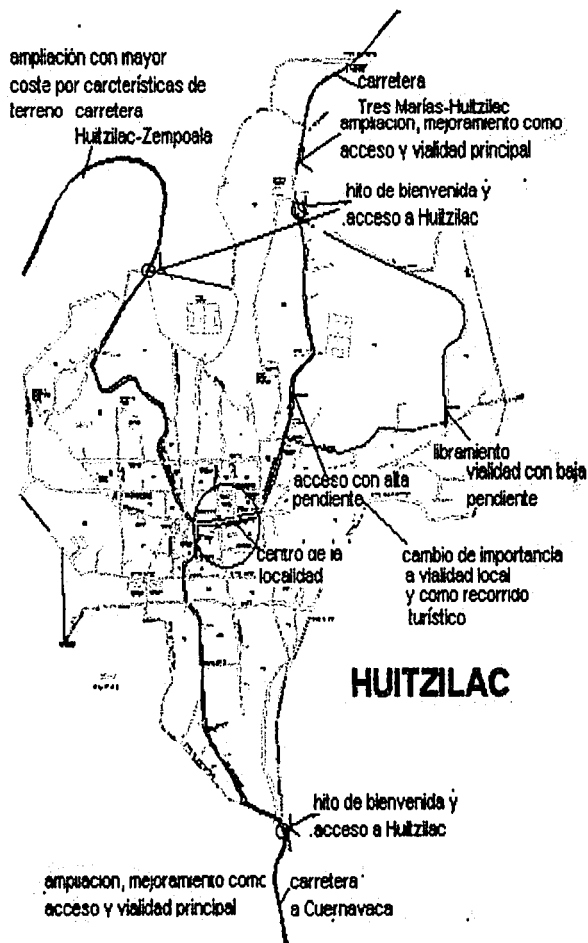 ampliación con mayor
coste por carcterísticas de
terreno carretera
Huitzilac-Zempoala
carretera
Tres Marías-Huitzilac
ampliacion, mejoramiento como
acceso y vialidad principal
hito de bienvenida y
acceso a Huitzilac
libramiento
vialidad con baja
pendiente
acceso con alta
pendiente
centro de la
localidad
cambio de importancia
a vialidad local
y como recorrido
turístico
HUITZILAC
hito de bienvenida y
acceso a Huitzilac
ampliacion, mejoramiento como
acceso y vialidad principal
carretera
a Cuernavaca